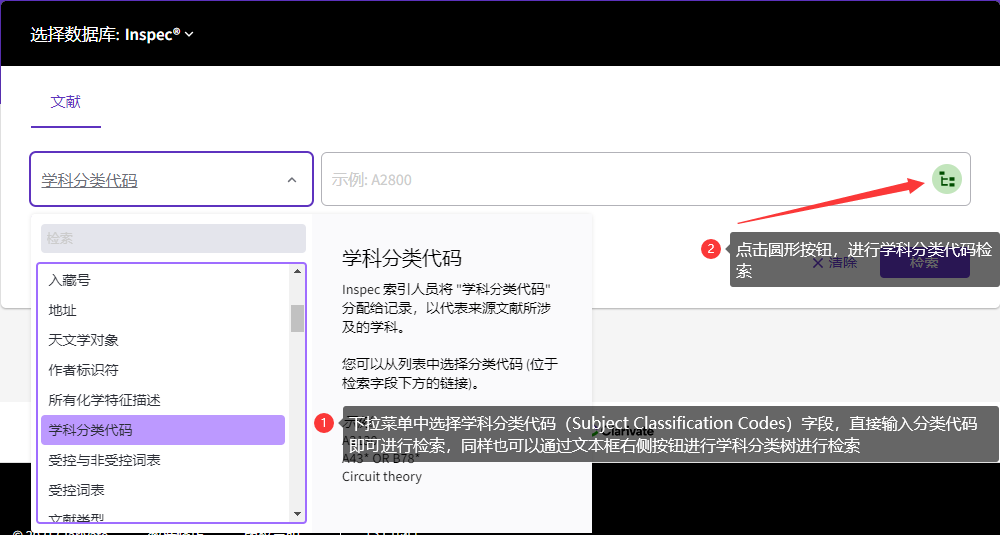 选择数据库: Inspec®
文献
学科分类代码
示例: A2800
检索
入藏号
地址
天文学对象
作者标识符
所有化学特征描述
学科分类代码
受控与非受控词表
受控词表
文献类型
学科分类代码
Inspec 索引人员将 "学科分类代码"
分配给记录，以代表来源文献所涉
及的学科。
您可以从列表中选择分类代码 (位于
检索字段下方的链接)。
A43* OR B78*
Circuit theory
2
点击圆形按钮，进行学科分类代码检
索
× 清除
检索
1
下拉菜单中选择学科分类代码（Subject Classification Codes）字段，直接输入分类代码
即可进行检索，同样也可以通过文本框右侧按钮进行学科分类树进行检索
Clarivate